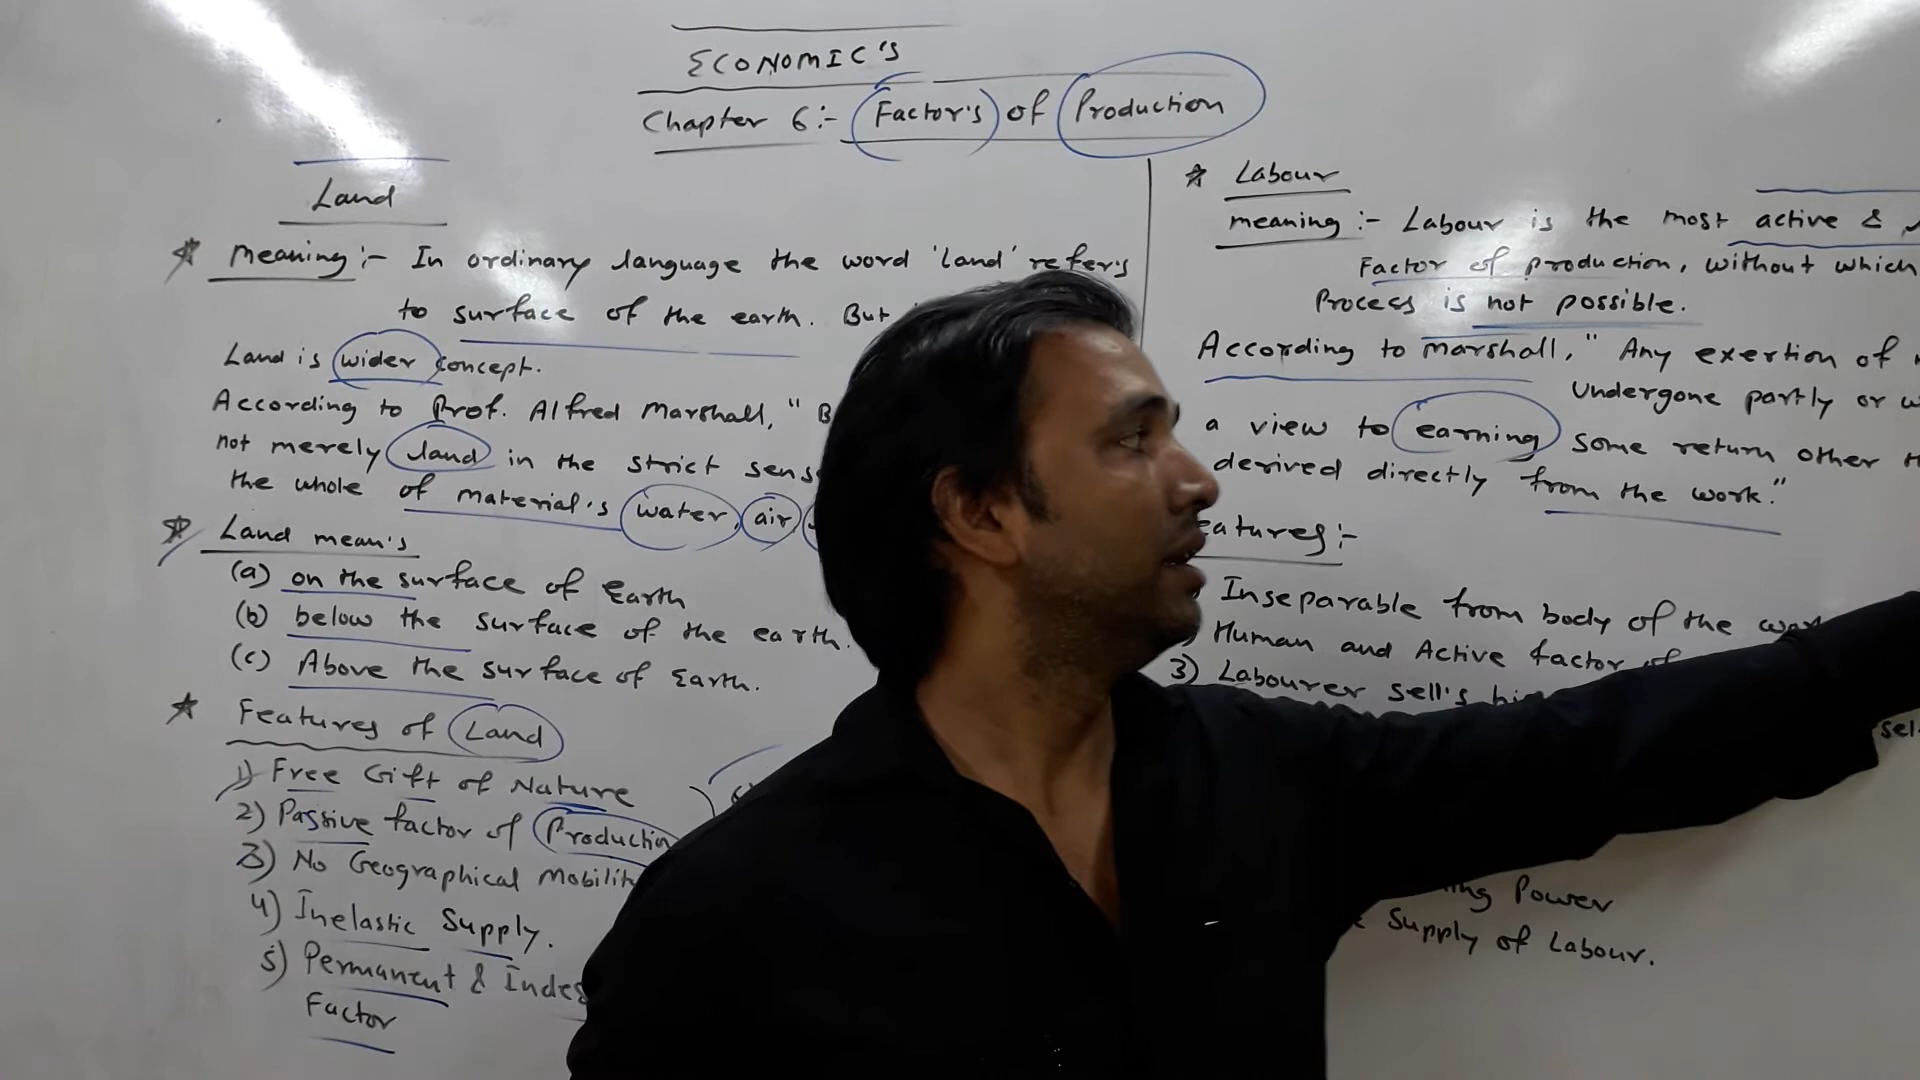 ECONOMIC'S
Chapter 6:- Factor's of Production
Land
meaning:- In ordinary language the word 'land' refer's
to surface of the earth. But
Land is wider concept.
According to Prof. Alfred Marshall, "
not merely land in the strict
the whole of material's water, air
Land mean's
(a) on the surface of Earth
(b) below the surface of the earth.
(c) Above the surface of Earth.
Features of Land
1) Free Gift of Nature
2) Passive factor of Production
3) No Geographical Mobility
4) Inelastic Supply.
5) Permanent &
Factor
Labour
meaning:- Labour is the most active &
Factor of production, without which
Process is not possible.
According to Marshall, " Any exertion of
Undergone partly or
a view to earning some return other
derived directly from the work."
Inseparable from body of the
Human and Active factor of
3) Labourer sell's
Power
Supply of Labour.